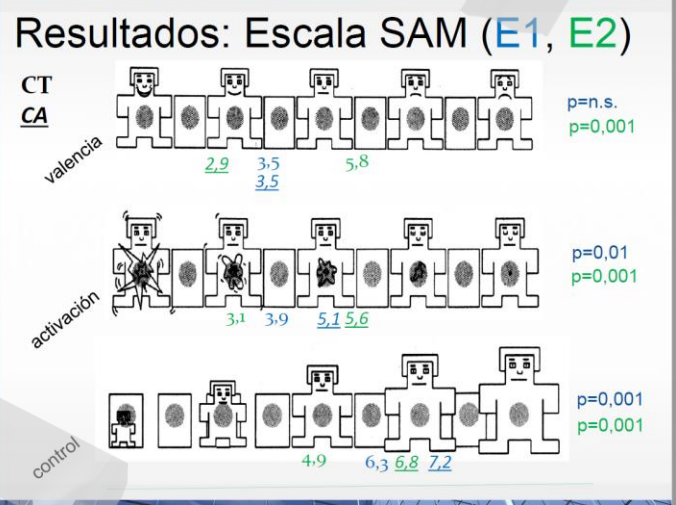 Resultados: Escala SAM (E1, E2)
CT
CA
p=n.s.
p=0,001
valencia
2,9 3,5 5,8
3,5
p=0,01
p=0,001
activación
3,1 3,9 5,1 5,6
p=0,001
p=0,001
control
4,9 6,3 6,8 7,2